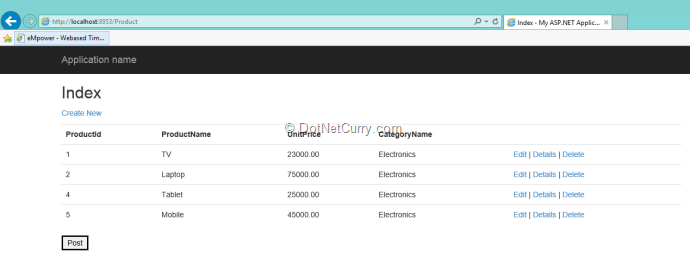 http://localhost:8953/Product
Index - My ASP.NET Applic...
eMpower - Webased Tim...
Application name
Index
Create New
© DotNetCurry.com
ProductId ProductName UnitPrice CategoryName
1 TV 23000.00 Electronics Edit | Details | Delete
2 Laptop 75000.00 Electronics Edit | Details | Delete
4 Tablet 25000.00 Electronics Edit | Details | Delete
5 Mobile 45000.00 Electronics Edit | Details | Delete
Post